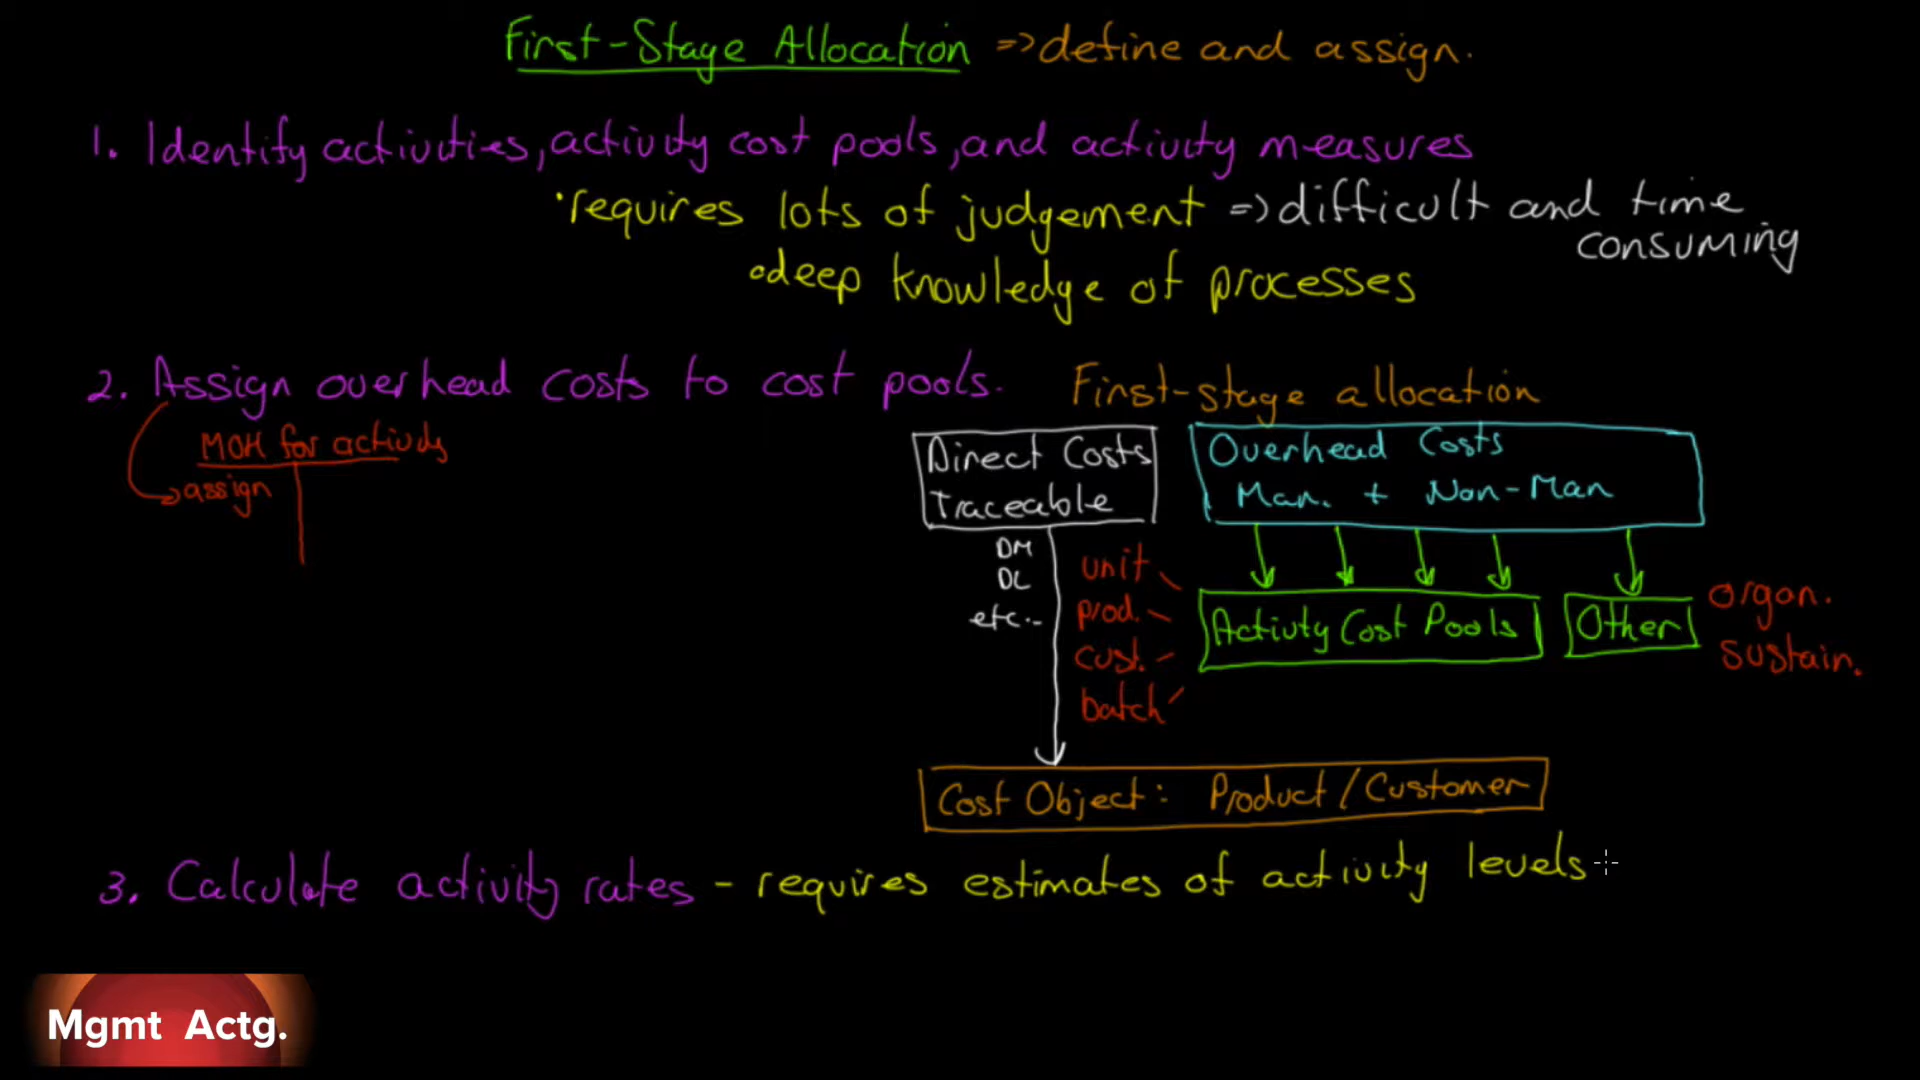 First-Stage Allocation => define and assign.
1. Identify activities, activity cost pools, and activity measures
•requires lots of judgement => difficult and time
consuming
•deep knowledge of processes
2. Assign overhead costs to cost pools.
First-stage allocation
MOH for activity
assign
Direct Costs
Traceable
Overhead Costs
Man. + Non-Man
DM
DL
etc..
unit
prod.
cust.
batch
Activity Cost Pools
Other
organ.
sustain.
Cost Object: Product/Customer
3. Calculate activity rates - requires estimates of activity levels
Mgmt Actg.